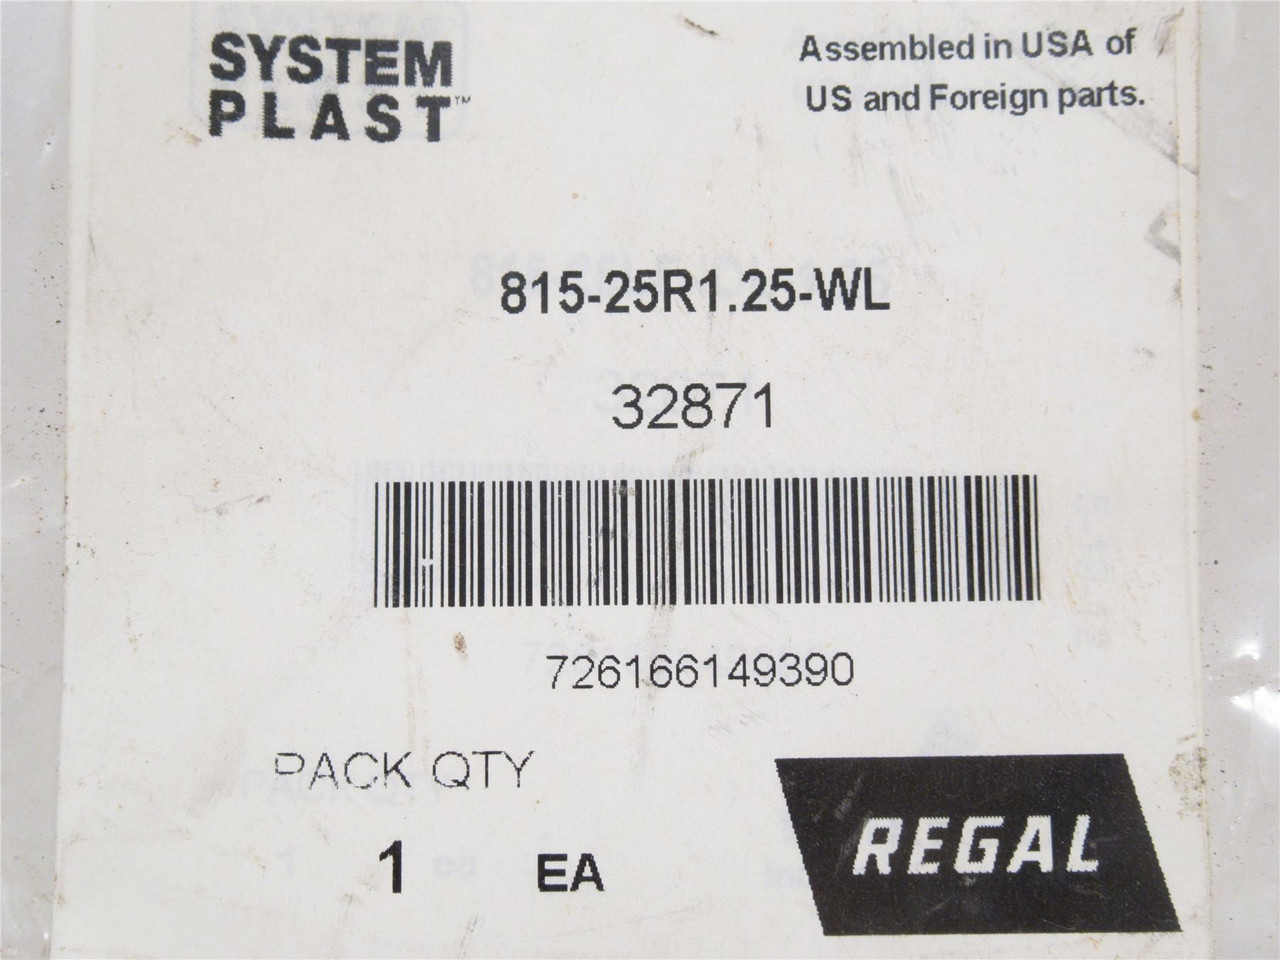 SYSTEM
PLAST™
Assembled in USA of
US and Foreign parts.
815-25R1.25-WL
32871
726166149390
PACK QTY
1 EA
REGAL